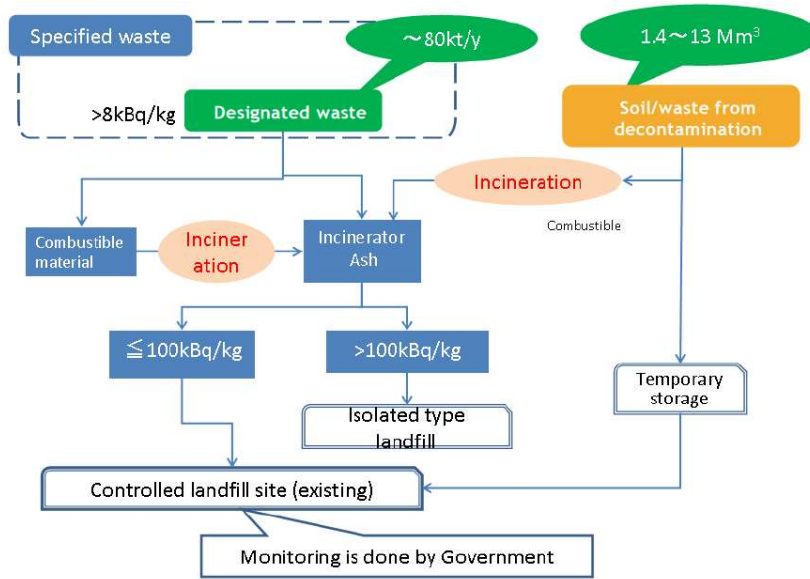 Specified waste
~80kt/y
1.4~13 Mm³
>8kBq/kg
Designated waste
Soil/waste from
decontamination
Incineration
Combustible
Combustible
material
Inciner
ation
Incinerator
Ash
≦100kBq/kg
>100kBq/kg
Temporary
storage
Isolated type
landfill
Controlled landfill site (existing)
Monitoring is done by Government